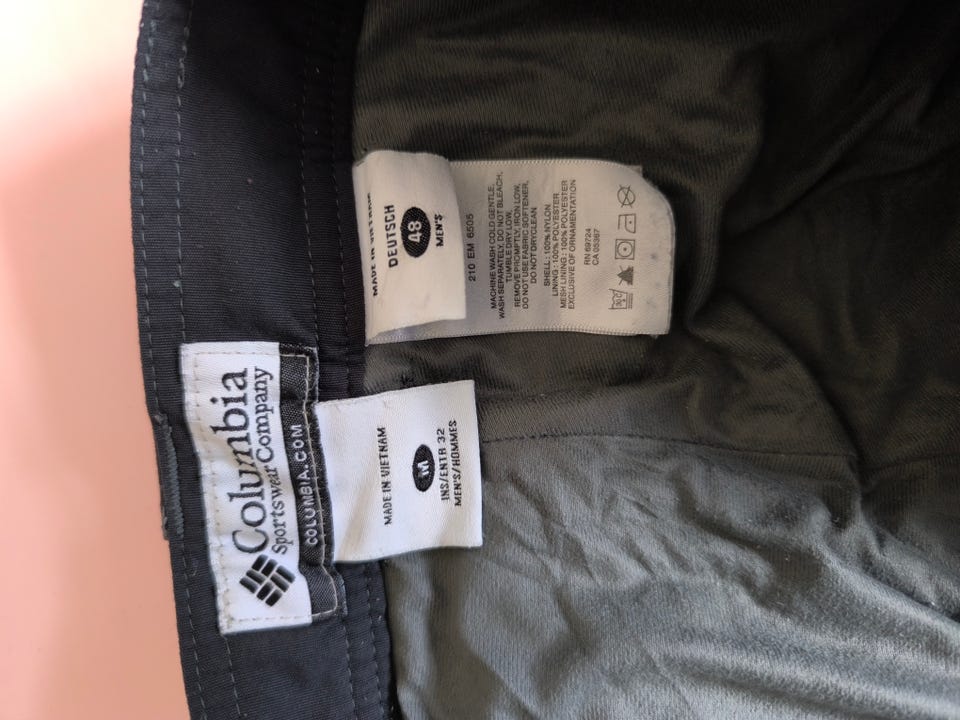 Columbia
Sportswear Company
COLUMBIA.COM
MADE IN VIETNAM
M
INS/ENTR 32
MEN'S/HOMMES
MADE IN VIETNAM
DEUTSCH
48
MEN'S
210 EM 6505
MACHINE WASH COLD GENTLE,
WASH SEPARATELY, DO NOT BLEACH,
TUMBLE DRY LOW,
REMOVE PROMPTLY, IRON LOW,
DO NOT USE FABRIC SOFTENER,
DO NOT DRYCLEAN
SHELL : 100% NYLON
LINING : 100% POLYESTER
MESH LINING : 100% POLYESTER
EXCLUSIVE OF ORNAMENTATION
RN 69724
CA 05367
30 C